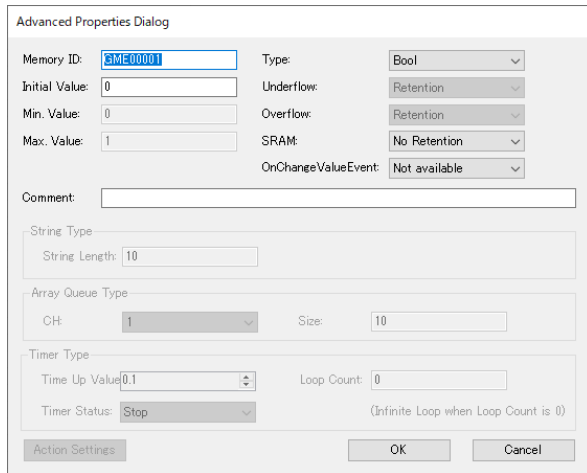 Advanced Properties Dialog
Memory ID: GME00001 Type: Bool
Initial Value: 0 Underflow: Retention
Min. Value: 0 Overflow: Retention
Max. Value: 1 SRAM: No Retention
OnChangeValueEvent: Not available
Comment:
String Type
String Length: 10
Array Queue Type
CH: 1 Size: 10
Timer Type
Time Up Value 0.1 Loop Count: 0
Timer Status: Stop (Infinite Loop when Loop Count is 0)
Action Settings OK Cancel